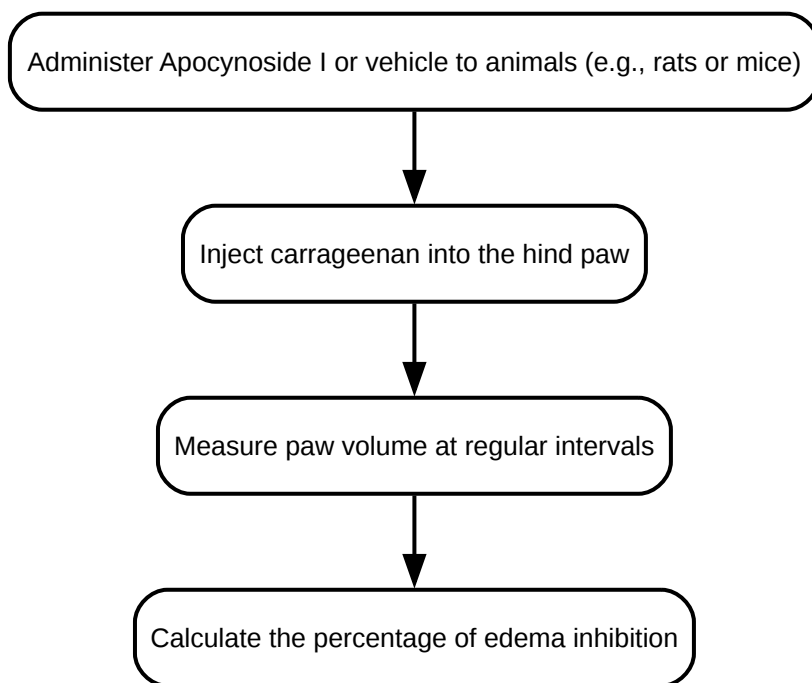 Administer Apocynoside I or vehicle to animals (e.g., rats or mice)
Inject carrageenan into the hind paw
Measure paw volume at regular intervals
Calculate the percentage of edema inhibition